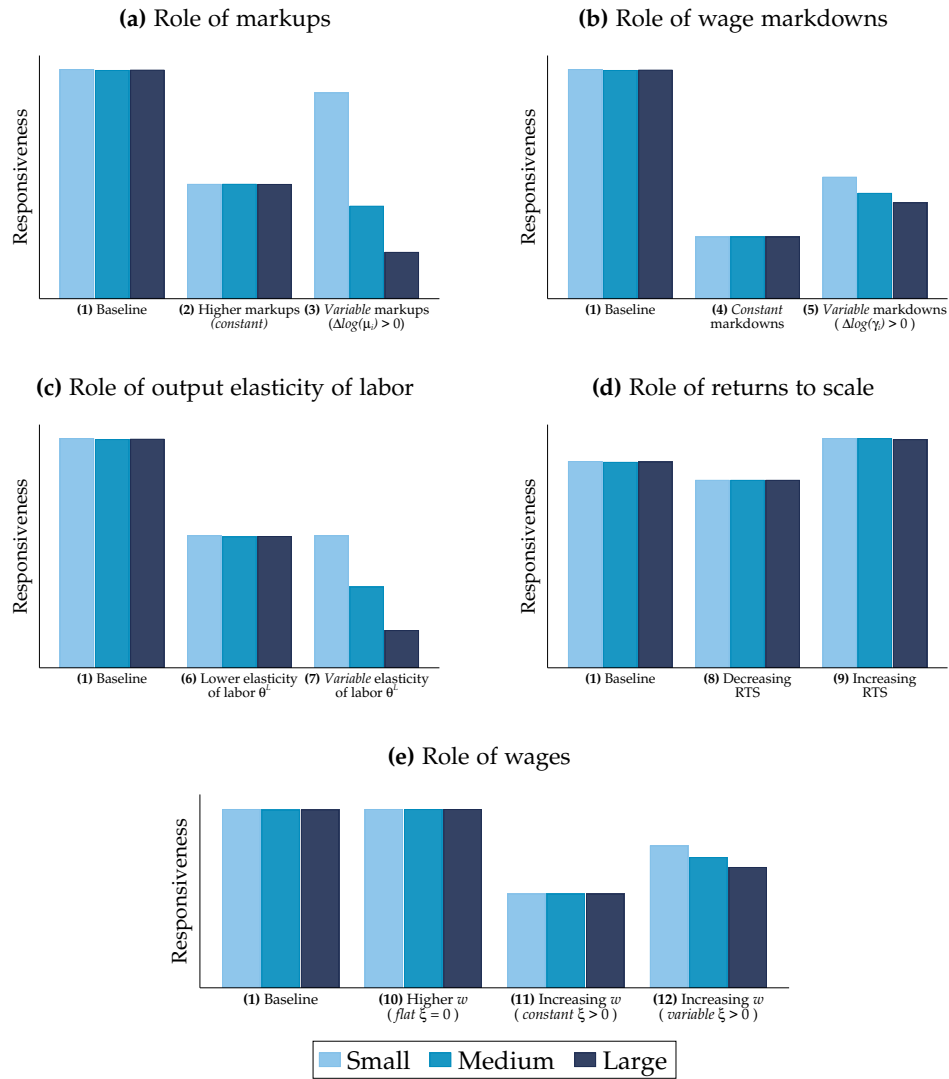 (a) Role of markups
(b) Role of wage markdowns
Responsiveness
(1) Baseline
(2) Higher markups
(constant)
(3) Variable markups
(Δlog(μᵢ) > 0)
Responsiveness
(1) Baseline
(4) Constant
markdowns
(5) Variable markdowns
( Δlog(γᵢ) > 0 )
(c) Role of output elasticity of labor
(d) Role of returns to scale
Responsiveness
(1) Baseline
(6) Lower elasticity
of labor θᴸ
(7) Variable elasticity
of labor θᴸ
Responsiveness
(1) Baseline
(8) Decreasing
RTS
(9) Increasing
RTS
(e) Role of wages
Responsiveness
(1) Baseline
(10) Higher w
( flat ξ = 0 )
(11) Increasing w
( constant ξ > 0 )
(12) Increasing w
( variable ξ > 0 )
Small Medium Large